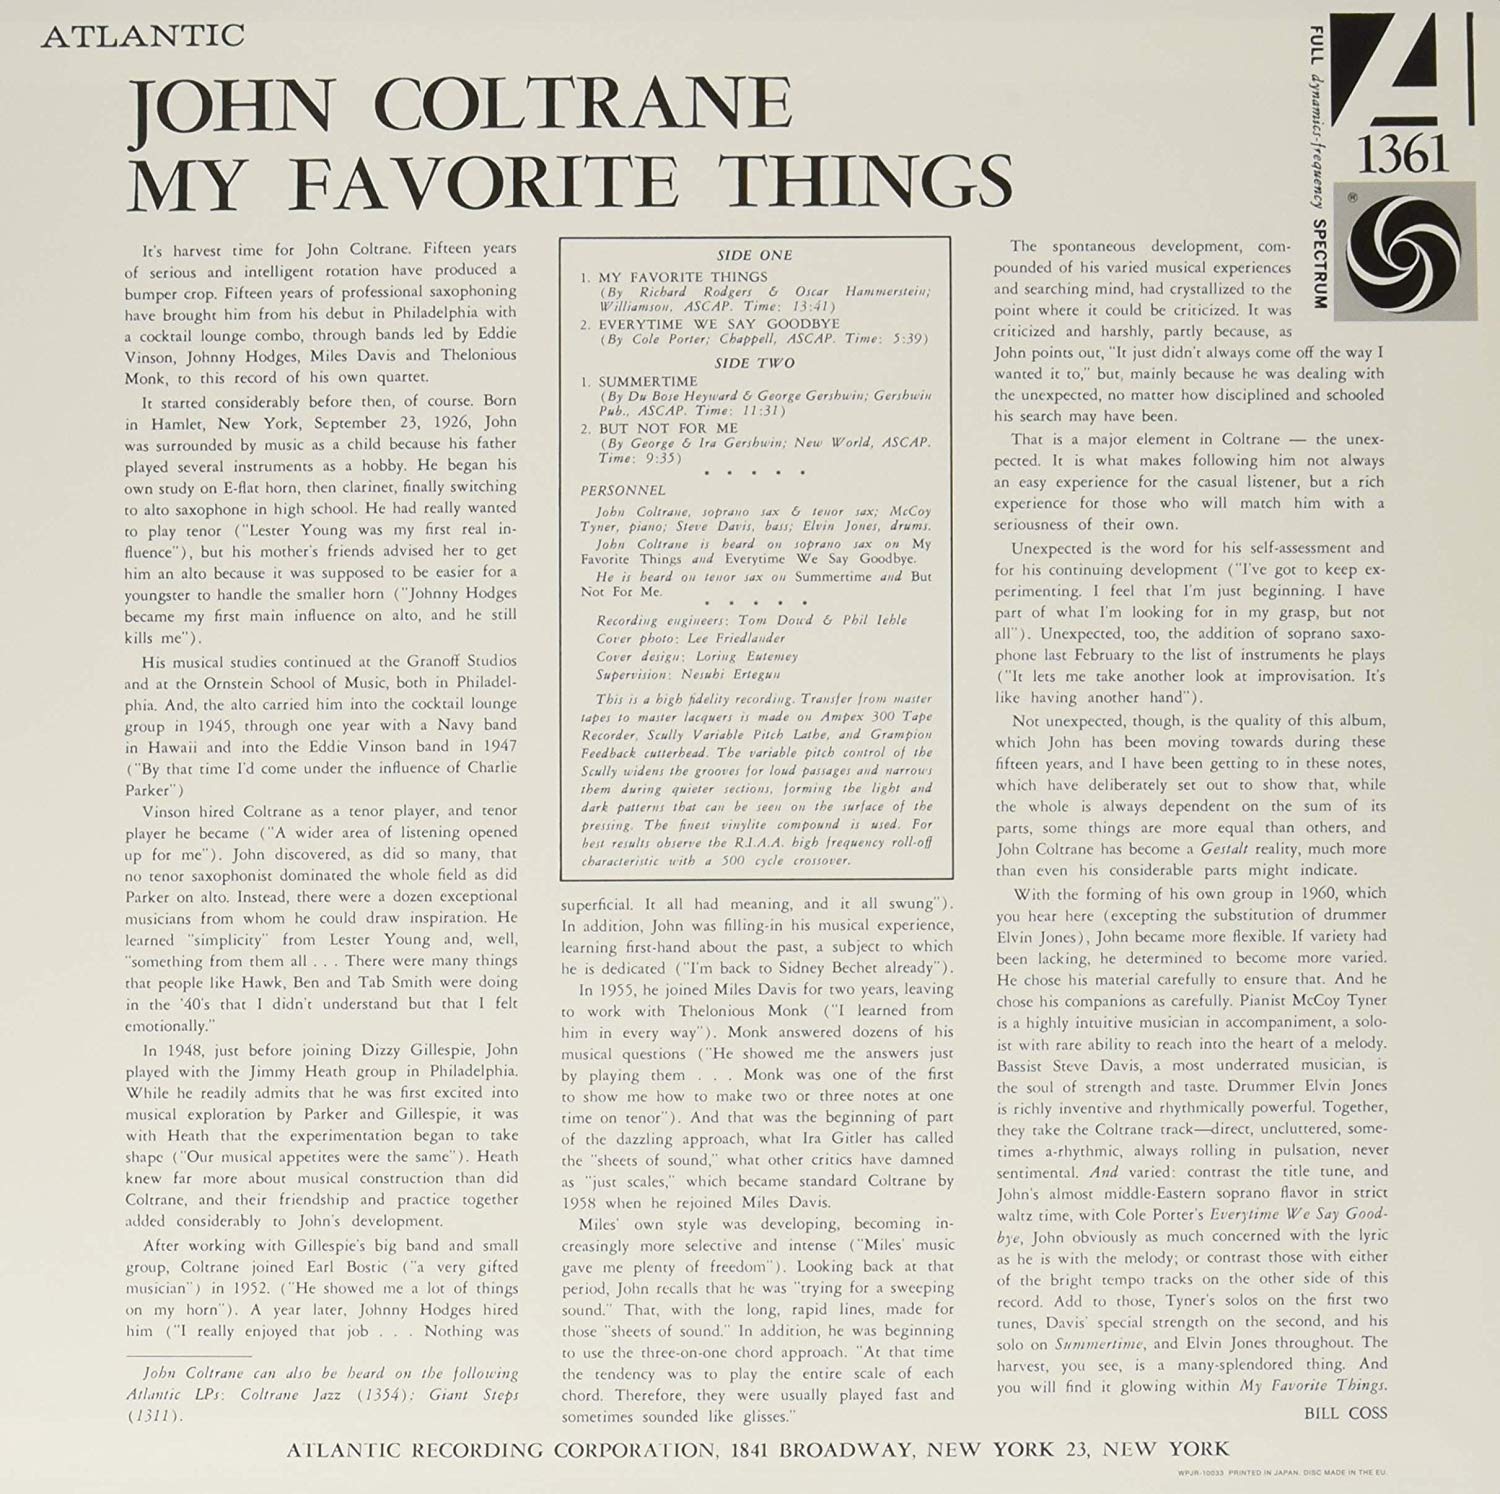 ATLANTIC
JOHN COLTRANE
MY FAVORITE THINGS
FULL dynamics-frequency SPECTRUM
1361
®
It's harvest time for John Coltrane. Fifteen years
of serious and intelligent rotation have produced a
bumper crop. Fifteen years of professional saxophoning
have brought him from his debut in Philadelphia with
a cocktail lounge combo, through bands led by Eddie
Vinson, Johnny Hodges, Miles Davis and Thelonious
Monk, to this record of his own quartet.
It started considerably before then, of course. Born
in Hamlet, New York, September 23, 1926, John
was surrounded by music as a child because his father
played several instruments as a hobby. He began his
own study on E-flat horn, then clarinet, finally switching
to alto saxophone in high school. He had really wanted
to play tenor ("Lester Young was my first real in-
fluence"), but his mother's friends advised her to get
him an alto because it was supposed to be easier for a
youngster to handle the smaller horn ("Johnny Hodges
became my first main influence on alto, and he still
kills me").
His musical studies continued at the Granoff Studios
and at the Ornstein School of Music, both in Philadel-
phia. And, the alto carried him into the cocktail lounge
group in 1945, through one year with a Navy band
in Hawaii and into the Eddie Vinson band in 1947
("By that time I'd come under the influence of Charlie
Parker")
Vinson hired Coltrane as a tenor player, and tenor
player he became ("A wider area of listening opened
up for me"). John discovered, as did so many, that
no tenor saxophonist dominated the whole field as did
Parker on alto. Instead, there were a dozen exceptional
musicians from whom he could draw inspiration. He
learned "simplicity" from Lester Young and, well,
"something from them all . . . There were many things
that people like Hawk, Ben and Tab Smith were doing
in the '40's that I didn't understand but that I felt
emotionally."
In 1948, just before joining Dizzy Gillespie, John
played with the Jimmy Heath group in Philadelphia.
While he readily admits that he was first excited into
musical exploration by Parker and Gillespie, it was
with Heath that the experimentation began to take
shape ("Our musical appetites were the same"). Heath
knew far more about musical construction than did
Coltrane, and their friendship and practice together
added considerably to John's development.
After working with Gillespie's big band and small
group, Coltrane joined Earl Bostic ("a very gifted
musician") in 1952. ("He showed me a lot of things
on my horn"). A year later, Johnny Hodges hired
him ("I really enjoyed that job . . . Nothing was
John Coltrane can also be heard on the following
Atlantic LPs: Coltrane Jazz (1354); Giant Steps
(1311).
SIDE ONE
1. MY FAVORITE THINGS
(By Richard Rodgers & Oscar Hammerstein;
Williamson, ASCAP. Time: 13:41)
2. EVERYTIME WE SAY GOODBYE
(By Cole Porter; Chappell, ASCAP. Time: 5:39)
SIDE TWO
1. SUMMERTIME
(By Du Bose Heyward & George Gershwin; Gershwin
Pub., ASCAP. Time: 11:31)
2. BUT NOT FOR ME
(By George & Ira Gershwin; New World, ASCAP.
Time: 9:35)
* * * * *
PERSONNEL
John Coltrane, soprano sax & tenor sax; McCoy
Tyner, piano; Steve Davis, bass; Elvin Jones, drums.
John Coltrane is heard on soprano sax on My
Favorite Things and Everytime We Say Goodbye.
He is heard on tenor sax on Summertime and But
Not For Me.
* * * * *
Recording engineers: Tom Dowd & Phil Iehle
Cover photo: Lee Friedlander
Cover design: Loring Eutemey
Supervision: Nesuhi Ertegun
This is a high fidelity recording. Transfer from master
tapes to master lacquers is made on Ampex 300 Tape
Recorder, Scully Variable Pitch Lathe, and Grampion
Feedback cutterhead. The variable pitch control of the
Scully widens the grooves for loud passages and narrows
them during quieter sections, forming the light and
dark patterns that can be seen on the surface of the
pressing. The finest vinylite compound is used. For
best results observe the R.I.A.A. high frequency roll-off
characteristic with a 500 cycle crossover.
superficial. It all had meaning, and it all swung").
In addition, John was filling-in his musical experience,
learning first-hand about the past, a subject to which
he is dedicated ("I'm back to Sidney Bechet already").
In 1955, he joined Miles Davis for two years, leaving
to work with Thelonious Monk ("I learned from
him in every way"). Monk answered dozens of his
musical questions ("He showed me the answers just
by playing them . . . Monk was one of the first
to show me how to make two or three notes at one
time on tenor"). And that was the beginning of part
of the dazzling approach, what Ira Gitler has called
the "sheets of sound," what other critics have damned
as "just scales," which became standard Coltrane by
1958 when he rejoined Miles Davis.
Miles' own style was developing, becoming in-
creasingly more selective and intense ("Miles' music
gave me plenty of freedom"). Looking back at that
period, John recalls that he was "trying for a sweeping
sound." That, with the long, rapid lines, made for
those "sheets of sound." In addition, he was beginning
to use the three-on-one chord approach. "At that time
the tendency was to play the entire scale of each
chord. Therefore, they were usually played fast and
sometimes sounded like glisses."
The spontaneous development, com-
pounded of his varied musical experiences
and searching mind, had crystallized to the
point where it could be criticized. It was
criticized and harshly, partly because, as
John points out, "It just didn't always come off the way I
wanted it to," but, mainly because he was dealing with
the unexpected, no matter how disciplined and schooled
his search may have been.
That is a major element in Coltrane — the unex-
pected. It is what makes following him not always
an easy experience for the casual listener, but a rich
experience for those who will match him with a
seriousness of their own.
Unexpected is the word for his self-assessment and
for his continuing development ("I've got to keep ex-
perimenting. I feel that I'm just beginning. I have
part of what I'm looking for in my grasp, but not
all"). Unexpected, too, the addition of soprano saxo-
phone last February to the list of instruments he plays
("It lets me take another look at improvisation. It's
like having another hand").
Not unexpected, though, is the quality of this album,
which John has been moving towards during these
fifteen years, and I have been getting to in these notes,
which have deliberately set out to show that, while
the whole is always dependent on the sum of its
parts, some things are more equal than others, and
John Coltrane has become a Gestalt reality, much more
than even his considerable parts might indicate.
With the forming of his own group in 1960, which
you hear here (excepting the substitution of drummer
Elvin Jones), John became more flexible. If variety had
been lacking, he determined to become more varied.
He chose his material carefully to ensure that. And he
chose his companions as carefully. Pianist McCoy Tyner
is a highly intuitive musician in accompaniment, a solo-
ist with rare ability to reach into the heart of a melody.
Bassist Steve Davis, a most underrated musician, is
the soul of strength and taste. Drummer Elvin Jones
is richly inventive and rhythmically powerful. Together,
they take the Coltrane track—direct, uncluttered, some-
times a-rhythmic, always rolling in pulsation, never
sentimental. And varied: contrast the title tune, and
John's almost middle-Eastern soprano flavor in strict
waltz time, with Cole Porter's Everytime We Say Good-
bye, John obviously as much concerned with the lyric
as he is with the melody; or contrast those with either
of the bright tempo tracks on the other side of this
record. Add to those, Tyner's solos on the first two
tunes, Davis' special strength on the second, and his
solo on Summertime, and Elvin Jones throughout. The
harvest, you see, is a many-splendored thing. And
you will find it glowing within My Favorite Things.
BILL COSS
ATLANTIC RECORDING CORPORATION, 1841 BROADWAY, NEW YORK 23, NEW YORK
WPJR-10033 PRINTED IN JAPAN. DISC MADE IN THE EU.